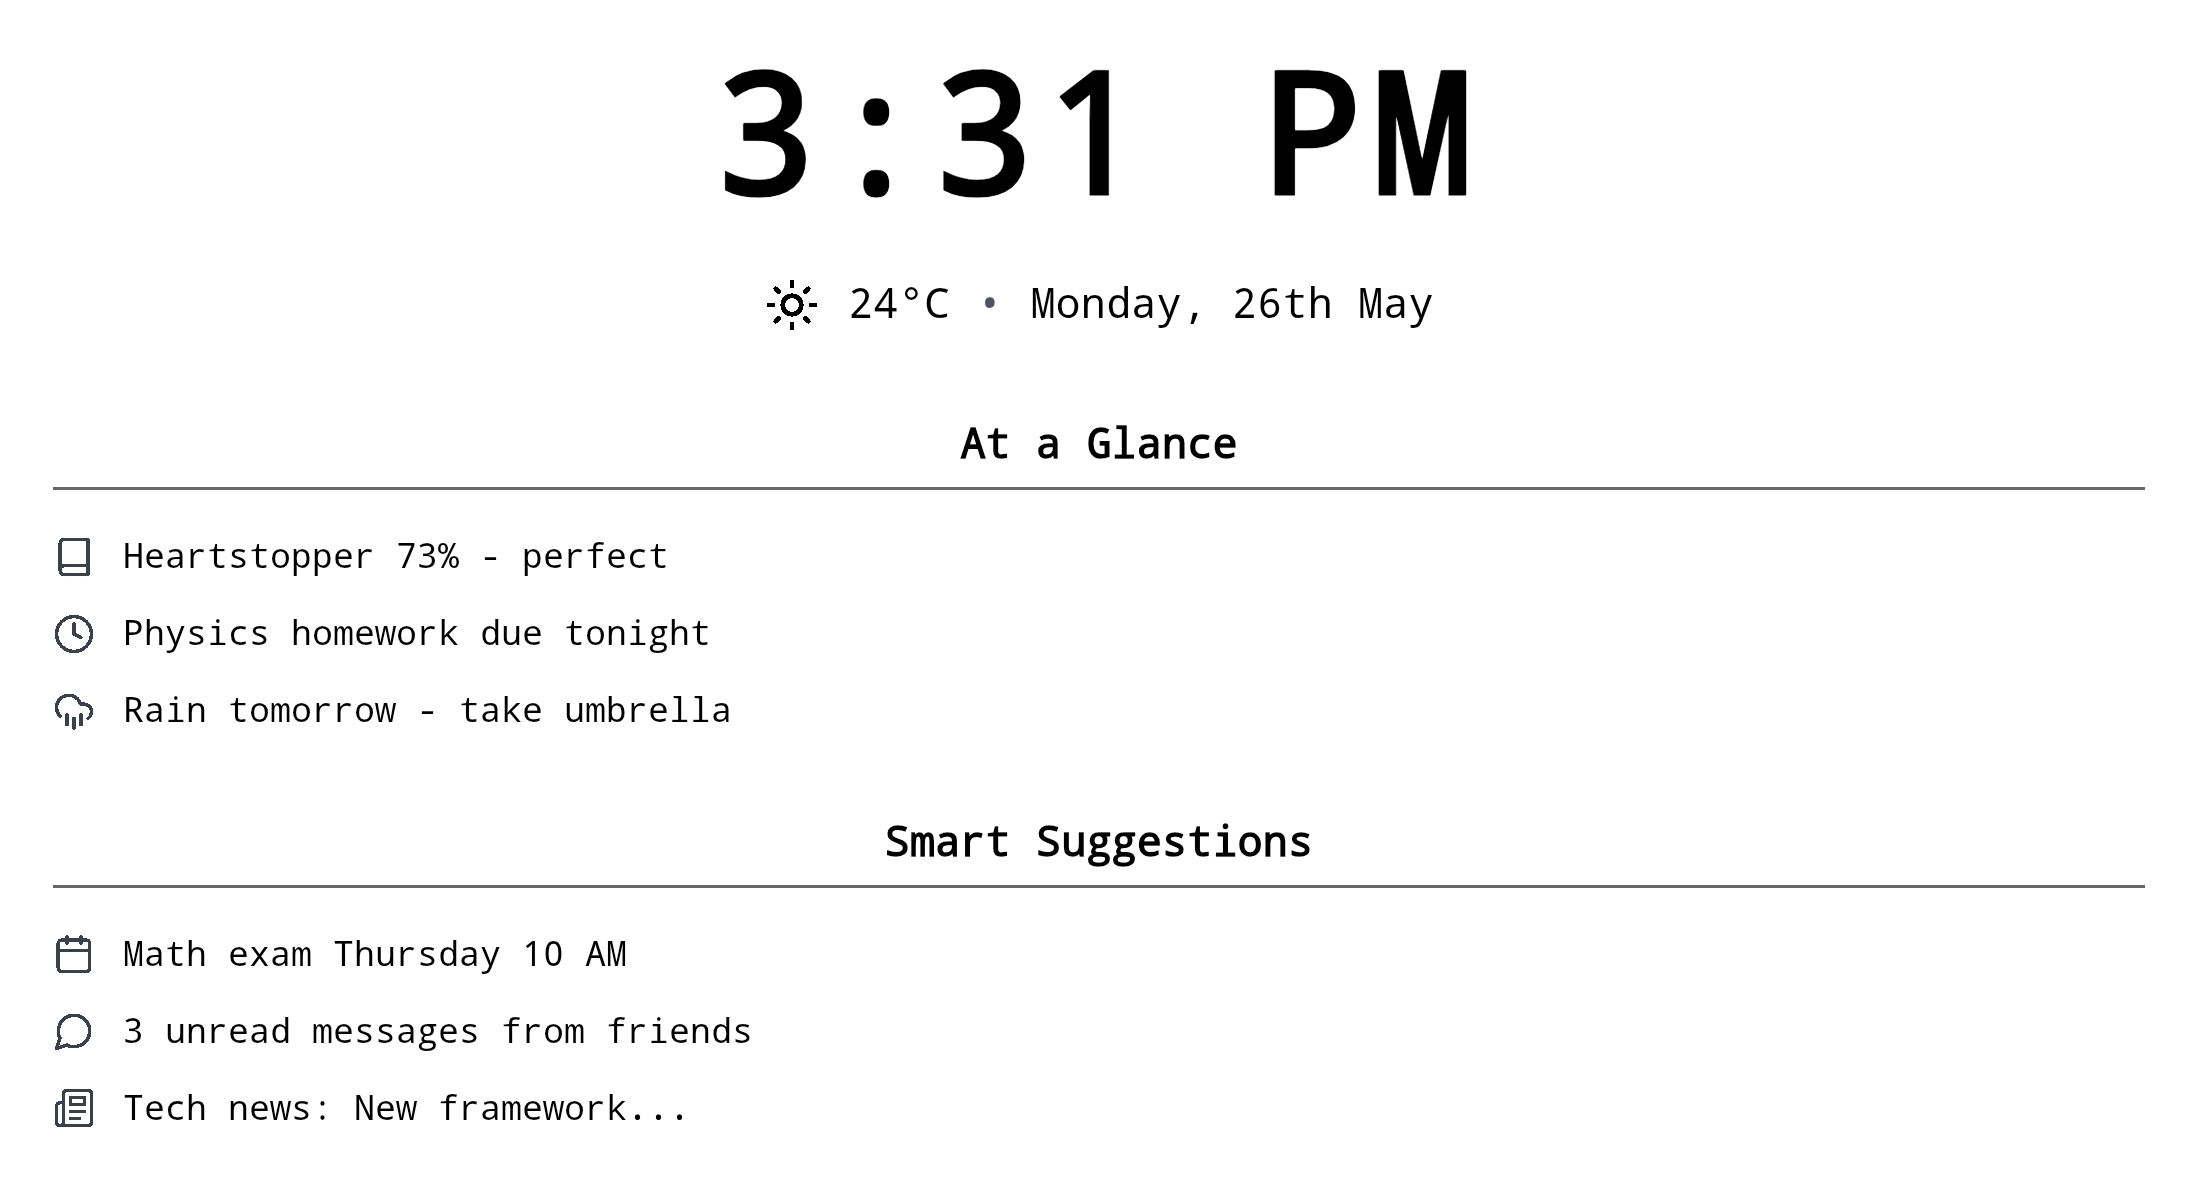 3:31 PM
24°C • Monday, 26th May
At a Glance
Heartstopper 73% - perfect
Physics homework due tonight
Rain tomorrow - take umbrella
Smart Suggestions
Math exam Thursday 10 AM
3 unread messages from friends
Tech news: New framework...